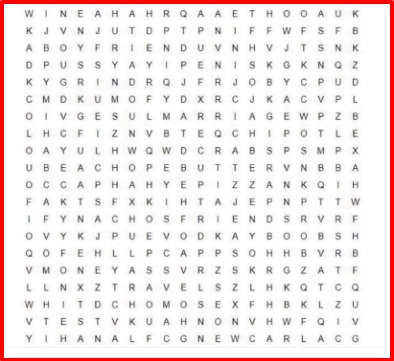 W I N E A H A H R Q A A E T H O O A U K
K J V N J U T D P T P N I F F W F S F B
A B O Y F R I E N D U V N H V J T S N K
D P U S S Y A Y I P E N I S K G K N Q Z
K Y G R I N D R Q J F R J O B Y C P U D
C M D K U M O F Y D X R C J K A C V P L
O I V G E S U L M A R R I A G E W P Z B
L H C F I Z N V B T E Q C H I P O T L E
O A Y U L H W Q W D C R A B S P S M P X
U B E A C H O P E B U T T E R V N B B A
O C C A P H A H Y E P I Z Z A N K Q I H
F A K T S F X K I H T A J E P N P T T W
I F Y N A C H O S F R I E N D S R V R F
O V Y K J P U E V O D K A Y B O O B S H
Q O F E H L L P C A P P S O H H B V R B
V M O N E Y A S S V R Z S K R G Z A T F
L L N X Z T R A V E L S Z L H K Q T C Q
W H I T D C H O M O S E X F H B K L Z U
V T E S T V K U A H N O N V H W F Q I V
Y I H A N A L F C G N E W C A R L A C G